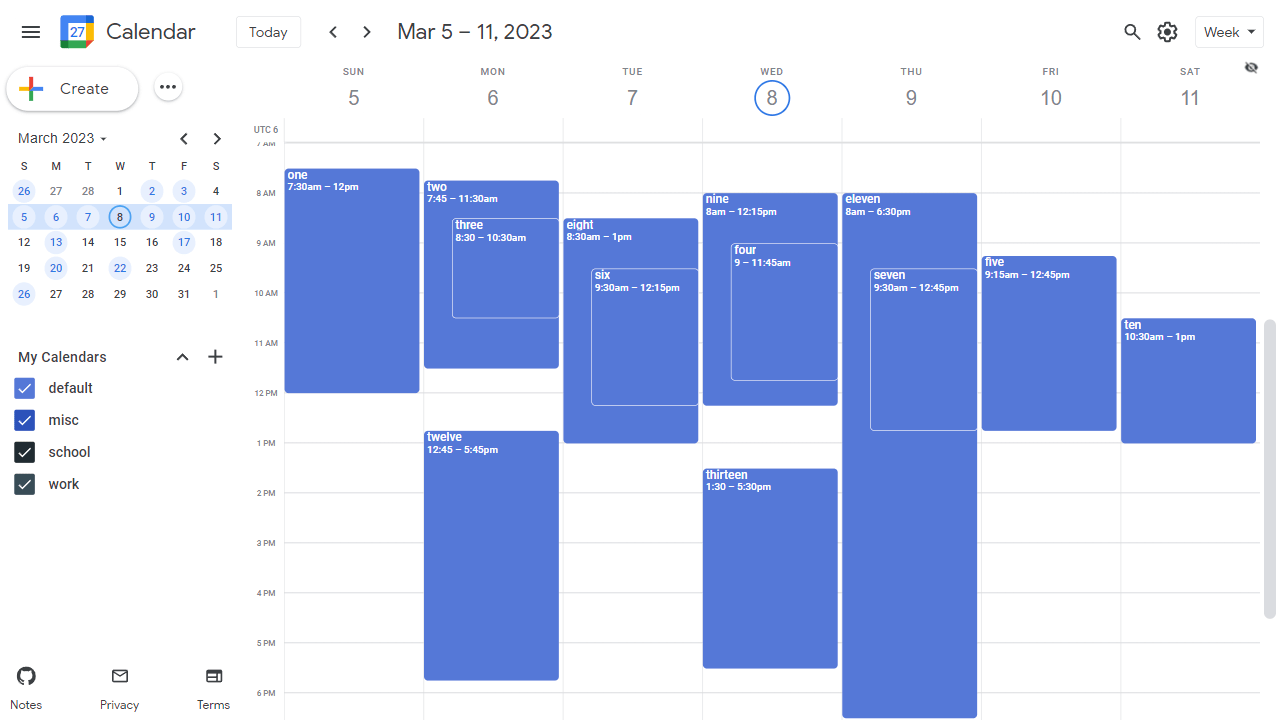 27 Calendar Today Mar 5 – 11, 2023 Week
Create
SUN MON TUE WED THU FRI SAT
5 6 7 8 9 10 11
UTC 6
March 2023
S M T W T F S
26 27 28 1 2 3 4
5 6 7 8 9 10 11
12 13 14 15 16 17 18
19 20 21 22 23 24 25
26 27 28 29 30 31 1
My Calendars
default
misc
school
work
Notes Privacy Terms
7 AM
8 AM
9 AM
10 AM
11 AM
12 PM
1 PM
2 PM
3 PM
4 PM
5 PM
6 PM
one
7:30am – 12pm
two
7:45 – 11:30am
three
8:30 – 10:30am
twelve
12:45 – 5:45pm
eight
8:30am – 1pm
six
9:30am – 12:15pm
nine
8am – 12:15pm
four
9 – 11:45am
thirteen
1:30 – 5:30pm
eleven
8am – 6:30pm
seven
9:30am – 12:45pm
five
9:15am – 12:45pm
ten
10:30am – 1pm